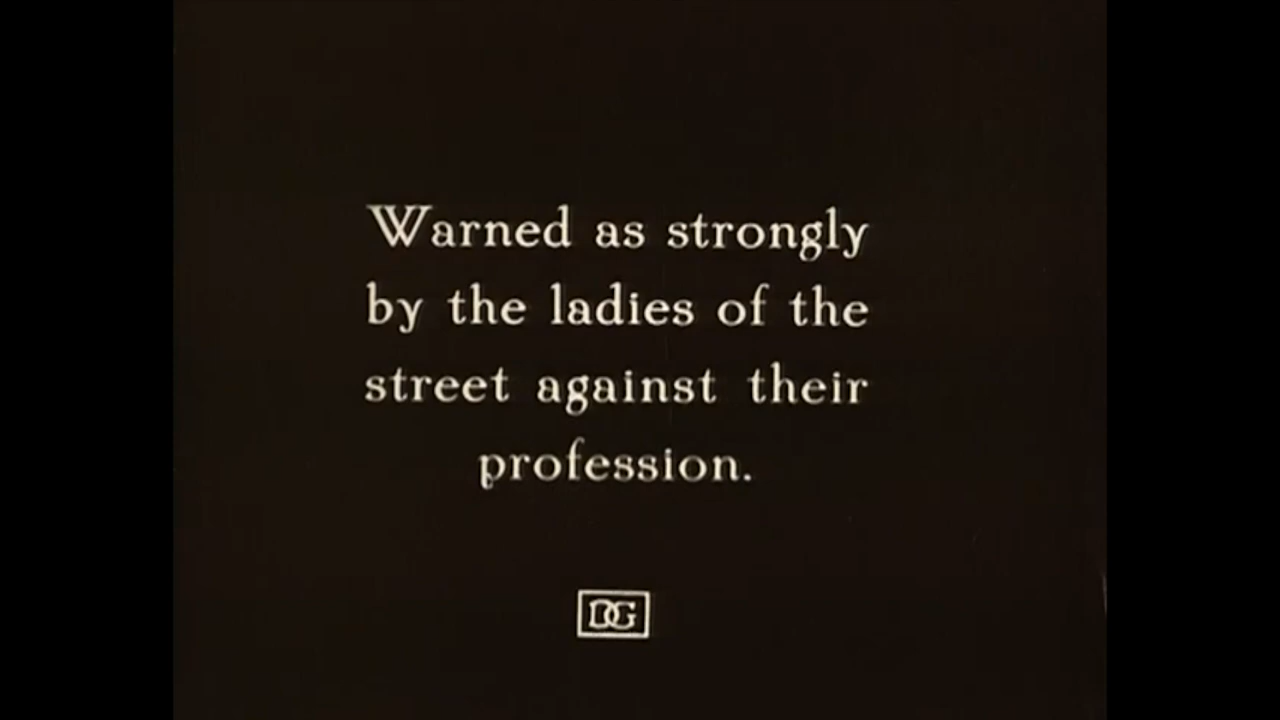 Warned as strongly
by the ladies of the
street against their
profession.
DG